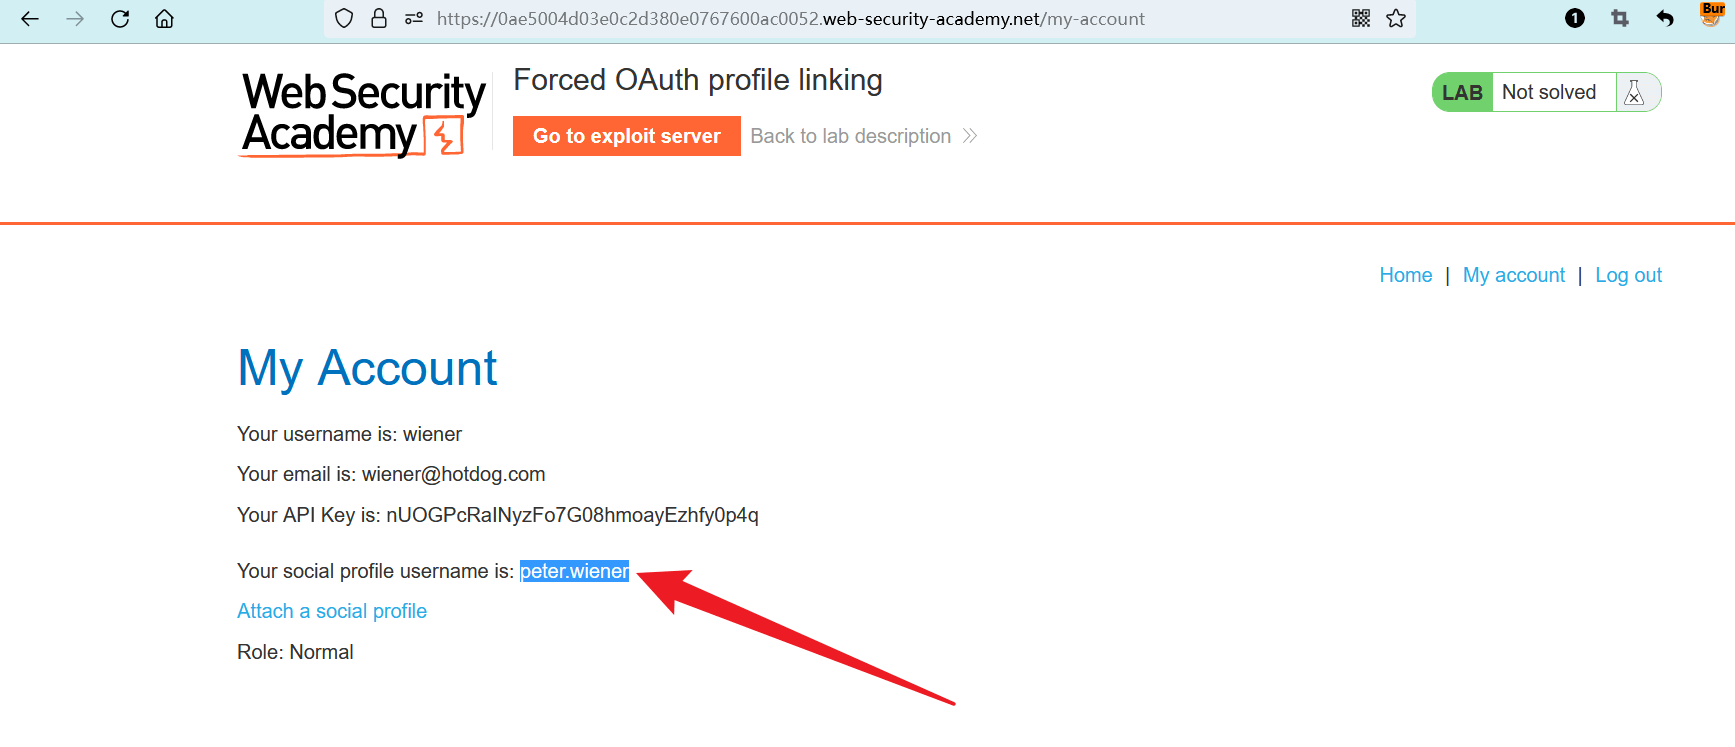 https://0ae5004d03e0c2d380e0767600ac0052.web-security-academy.net/my-account
1
Bur
WebSecurity
Academy
Forced OAuth profile linking
Go to exploit server
Back to lab description
LAB
Not solved
Home | My account | Log out
My Account
Your username is: wiener
Your email is: wiener@hotdog.com
Your API Key is: nUOGPcRaINyzFo7G08hmoayEzhfy0p4q
Your social profile username is: peter.wiener
Attach a social profile
Role: Normal